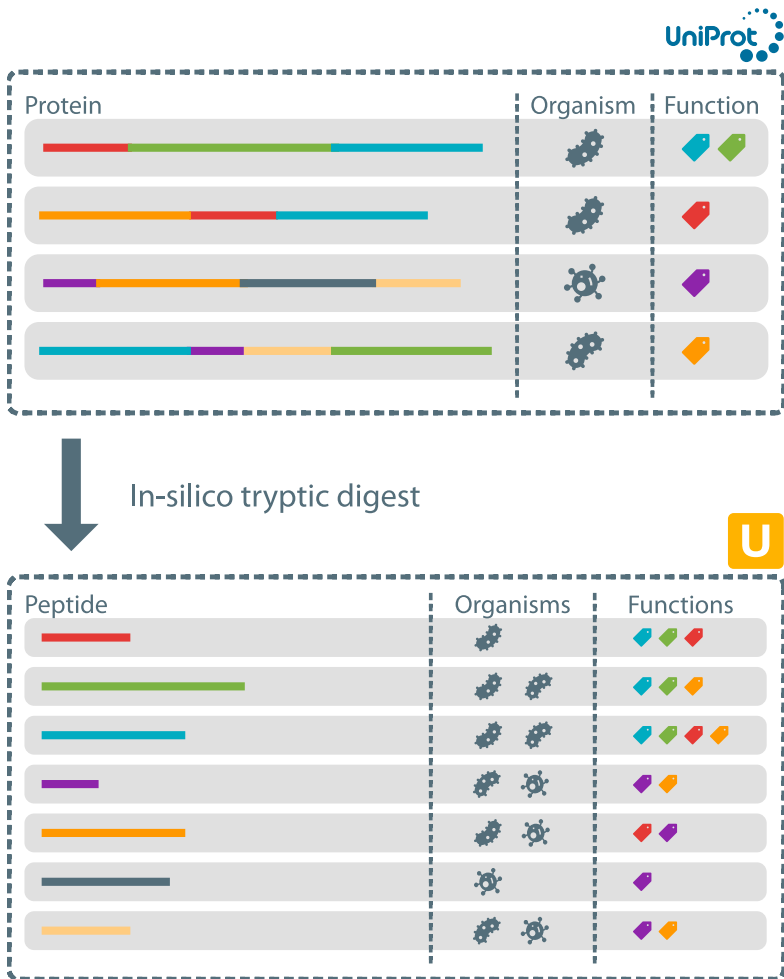 UniProt
Protein Organism Function
In-silico tryptic digest
U
Peptide Organisms Functions